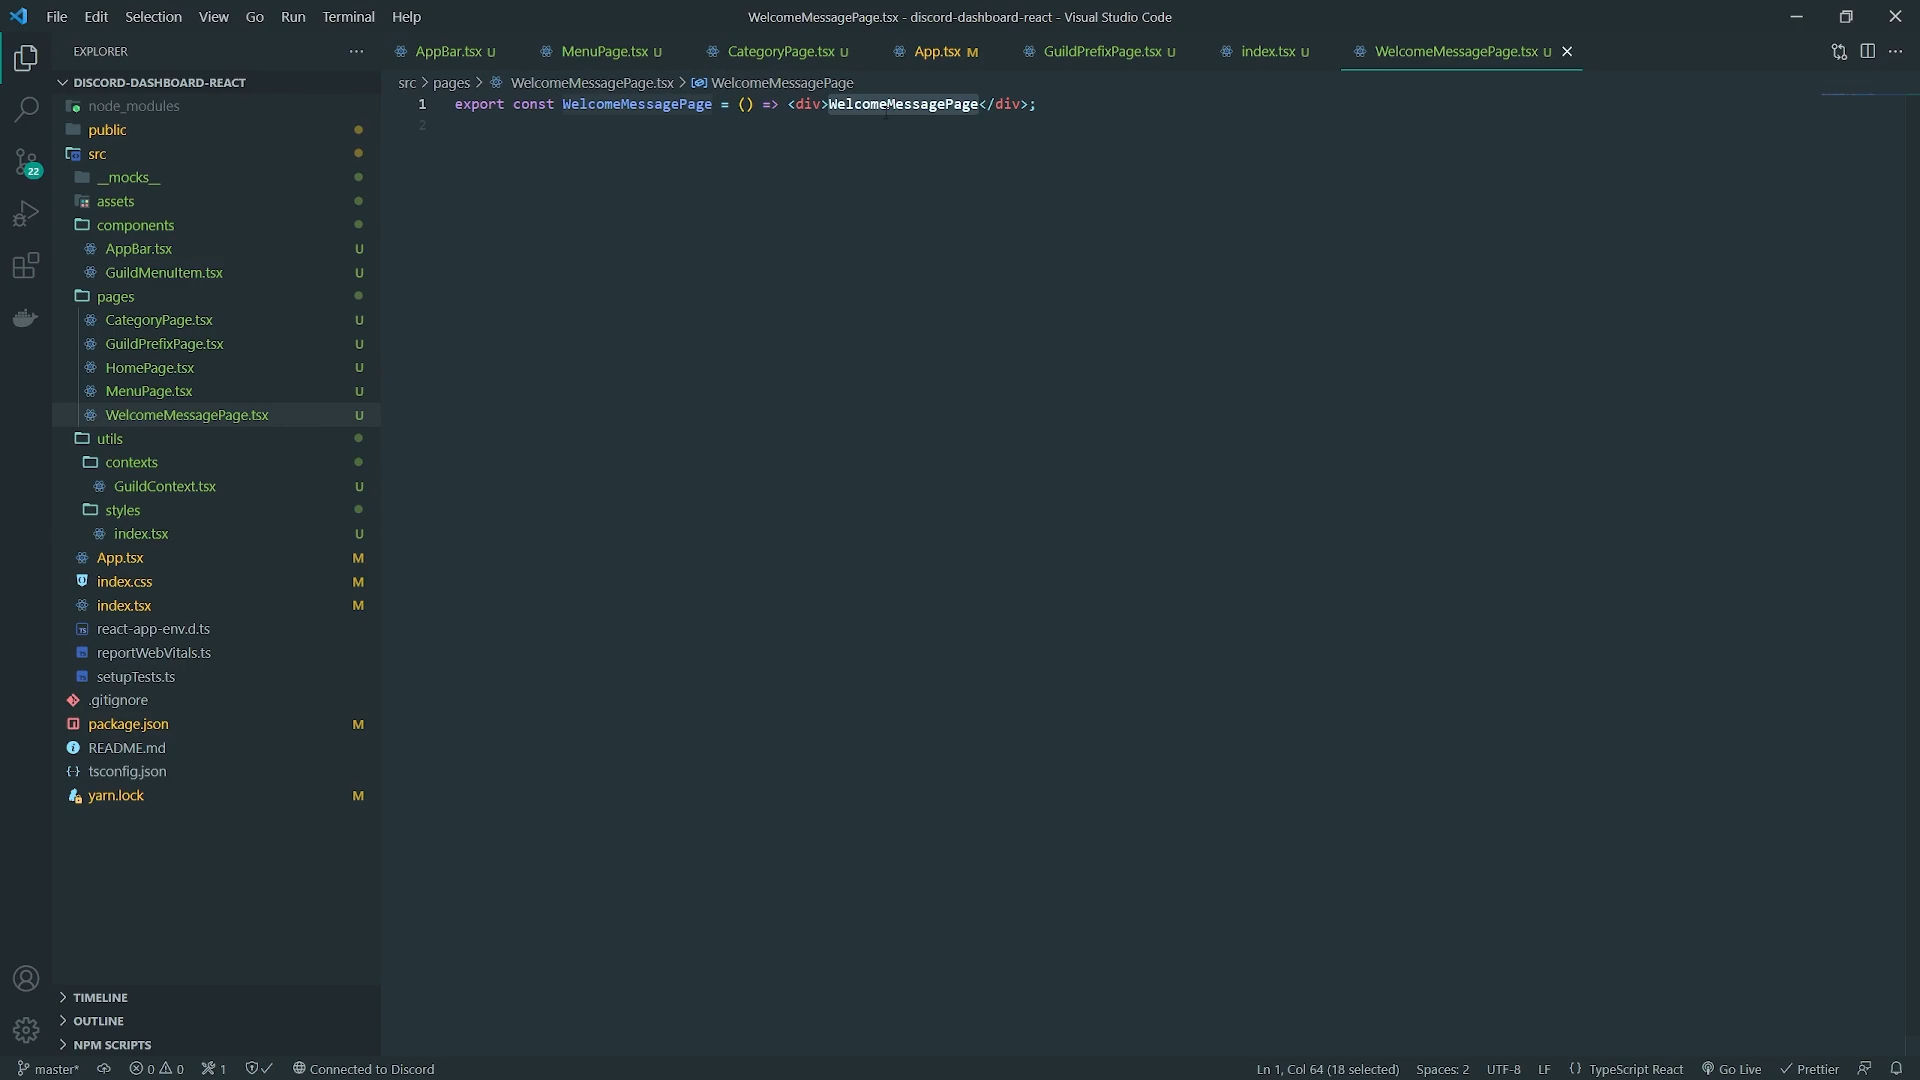 File Edit Selection View Go Run Terminal Help
WelcomeMessagePage.tsx - discord-dashboard-react - Visual Studio Code
EXPLORER
AppBar.tsx U
MenuPage.tsx U
CategoryPage.tsx U
App.tsx M
GuildPrefixPage.tsx U
index.tsx U
WelcomeMessagePage.tsx U
src > pages > WelcomeMessagePage.tsx > WelcomeMessagePage
1 export const WelcomeMessagePage = () => <div>WelcomeMessagePage</div>;
2
DISCORD-DASHBOARD-REACT
node_modules
public
src
__mocks__
assets
components
AppBar.tsx U
GuildMenuItem.tsx U
pages
CategoryPage.tsx U
GuildPrefixPage.tsx U
HomePage.tsx U
MenuPage.tsx U
WelcomeMessagePage.tsx U
utils
contexts
GuildContext.tsx U
styles
index.tsx U
App.tsx M
index.css M
index.tsx M
react-app-env.d.ts
reportWebVitals.ts
setupTests.ts
.gitignore
package.json M
README.md
tsconfig.json
yarn.lock M
22
TIMELINE
OUTLINE
NPM SCRIPTS
master* 0 0 1 Connected to Discord
Ln 1, Col 64 (18 selected) Spaces: 2 UTF-8 LF TypeScript React Go Live Prettier